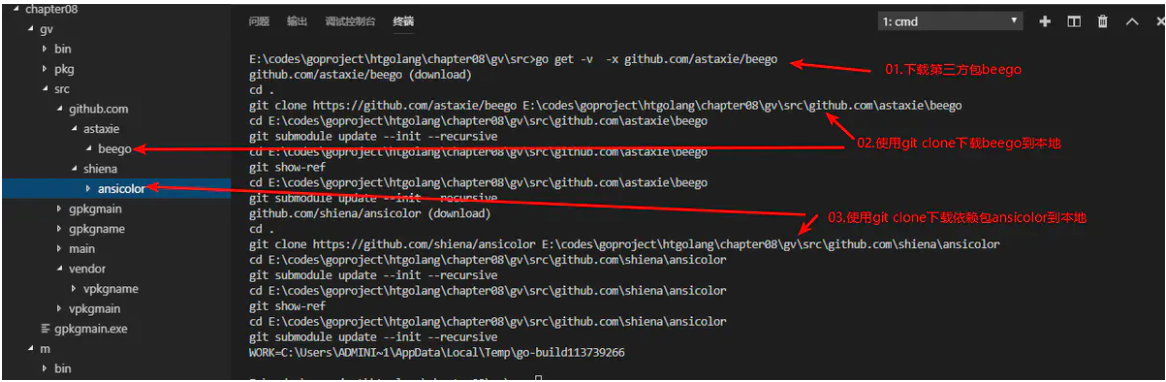 chapter08
gv
bin
pkg
src
github.com
astaxie
beego
shiena
ansicolor
gpkgmain
gpkgname
main
vendor
vpkgname
vpkgmain
gpkgmain.exe
m
bin
问题 输出 调试控制台 终端
1: cmd
E:\codes\goproject\htgolang\chapter08\gv\src>go get -v -x github.com/astaxie/beego
01.下载第三方包beego
github.com/astaxie/beego (download)
cd .
git clone https://github.com/astaxie/beego E:\codes\goproject\htgolang\chapter08\gv\src\github.com\astaxie\beego
cd E:\codes\goproject\htgolang\chapter08\gv\src\github.com\astaxie\beego
git submodule update --init --recursive
02.使用git clone下载beego到本地
cd E:\codes\goproject\htgolang\chapter08\gv\src\github.com\astaxie\beego
git show-ref
cd E:\codes\goproject\htgolang\chapter08\gv\src\github.com\astaxie\beego
git submodule update --init --recursive
github.com/shiena/ansicolor (download)
03.使用git clone下载依赖包ansicolor到本地
cd .
git clone https://github.com/shiena/ansicolor E:\codes\goproject\htgolang\chapter08\gv\src\github.com\shiena\ansicolor
cd E:\codes\goproject\htgolang\chapter08\gv\src\github.com\shiena\ansicolor
git submodule update --init --recursive
cd E:\codes\goproject\htgolang\chapter08\gv\src\github.com\shiena\ansicolor
git show-ref
cd E:\codes\goproject\htgolang\chapter08\gv\src\github.com\shiena\ansicolor
git submodule update --init --recursive
WORK=C:\Users\ADMINI~1\AppData\Local\Temp\go-build113739266